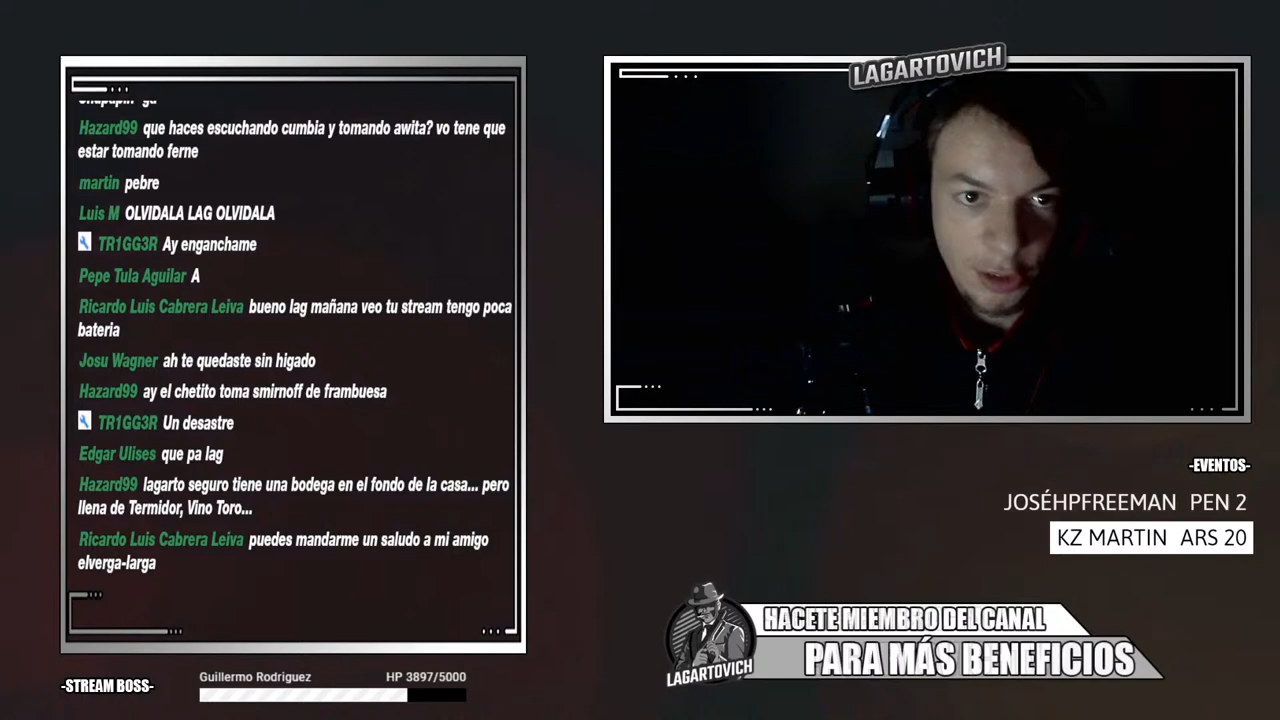 Hazard99 que haces escuchando cumbia y tomando awita? vo tene que
estar tomando ferne
martin pebre
Luis M OLVIDALA LAG OLVIDALA
TR1GG3R Ay enganchame
Pepe Tula Aguilar A
Ricardo Luis Cabrera Leiva bueno lag mañana veo tu stream tengo poca
bateria
Josu Wagner ah te quedaste sin higado
Hazard99 ay el chetito toma smirnoff de frambuesa
TR1GG3R Un desastre
Edgar Ulises que pa lag
Hazard99 lagarto seguro tiene una bodega en el fondo de la casa... pero
llena de Termidor, Vino Toro...
Ricardo Luis Cabrera Leiva puedes mandarme un saludo a mi amigo
elverga-larga
-STREAM BOSS-
Guillermo Rodriguez HP 3897/5000
LAGARTOVICH
-EVENTOS-
JOSÉHPFREEMAN PEN 2
KZ MARTIN ARS 20
LAGARTOVICH
HACETE MIEMBRO DEL CANAL
PARA MÁS BENEFICIOS